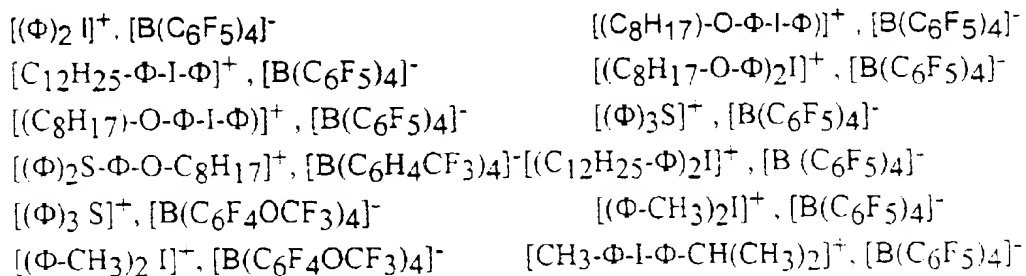 [(Φ)2 I]+, [B(C6F5)4]- [(C8H17)-O-Φ-I-Φ)]+, [B(C6F5)4]-
[C12H25-Φ-I-Φ]+, [B(C6F5)4]- [(C8H17-O-Φ)2I]+, [B(C6F5)4]-
[(C8H17)-O-Φ-I-Φ)]+, [B(C6F5)4]- [(Φ)3S]+, [B(C6F5)4]-
[(Φ)2S-Φ-O-C8H17]+, [B(C6H4CF3)4]- [(C12H25-Φ)2I]+, [B (C6F5)4]-
[(Φ)3 S]+, [B(C6F4OCF3)4]- [(Φ-CH3)2I]+, [B(C6F5)4]-
[(Φ-CH3)2 I]+, [B(C6F4OCF3)4]- [CH3-Φ-I-Φ-CH(CH3)2]+, [B(C6F5)4]-